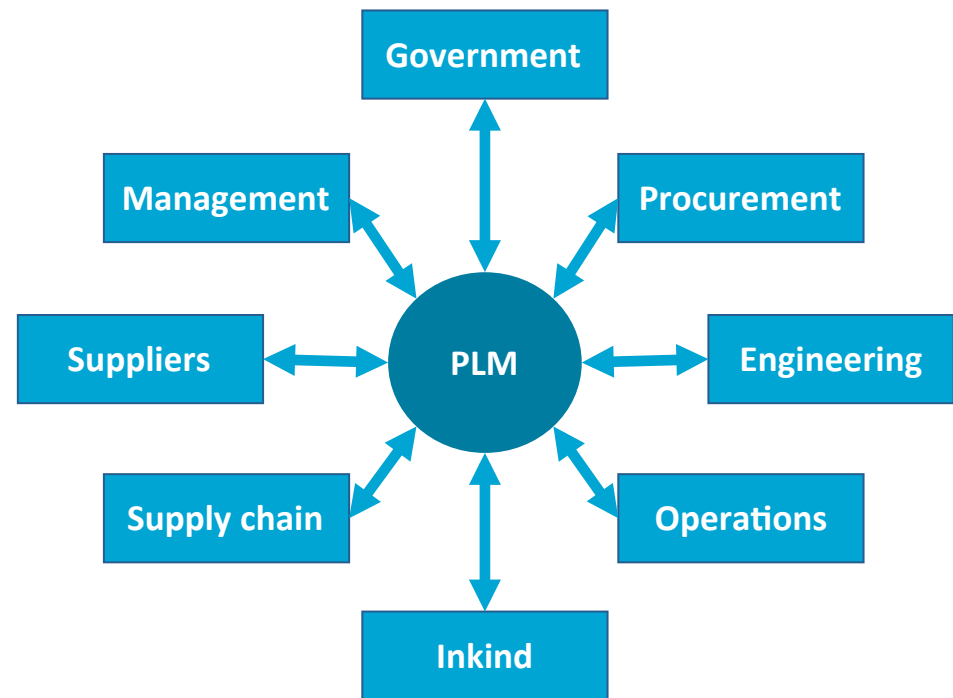 Government
Management
Procurement
Suppliers
PLM
Engineering
Supply chain
Operations
Inkind